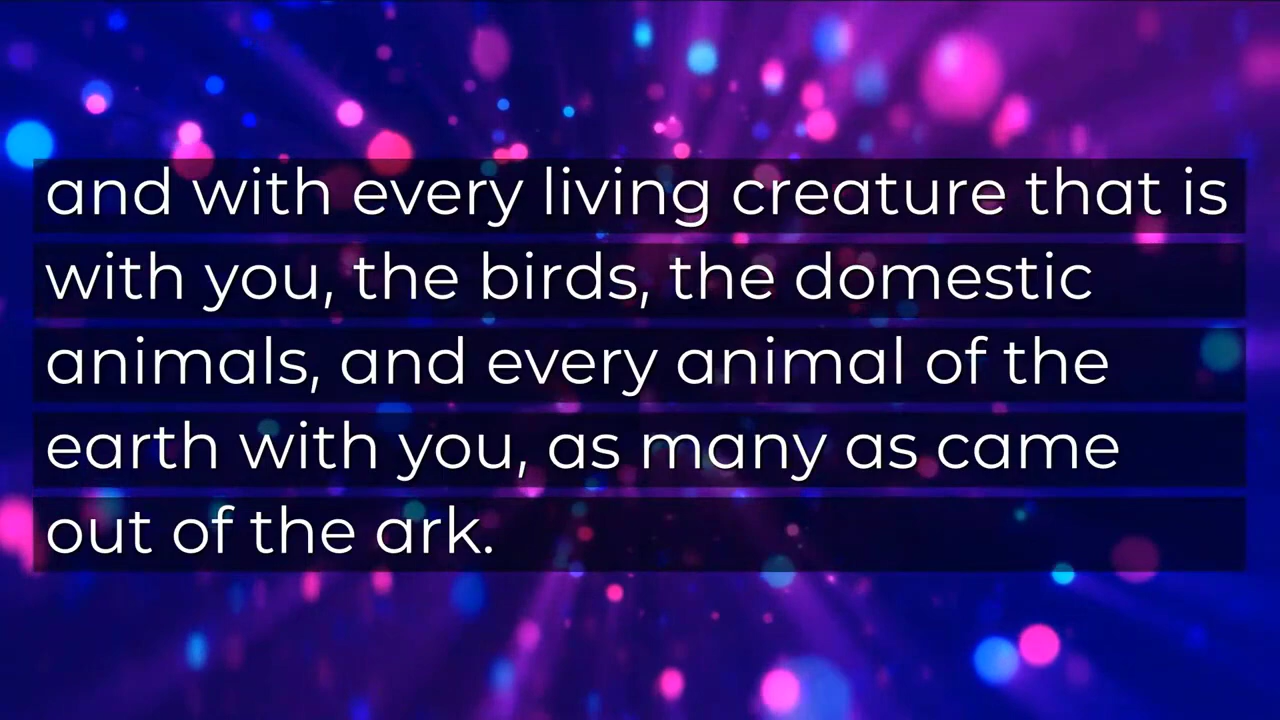 and with every living creature that is
with you, the birds, the domestic
animals, and every animal of the
earth with you, as many as came
out of the ark.